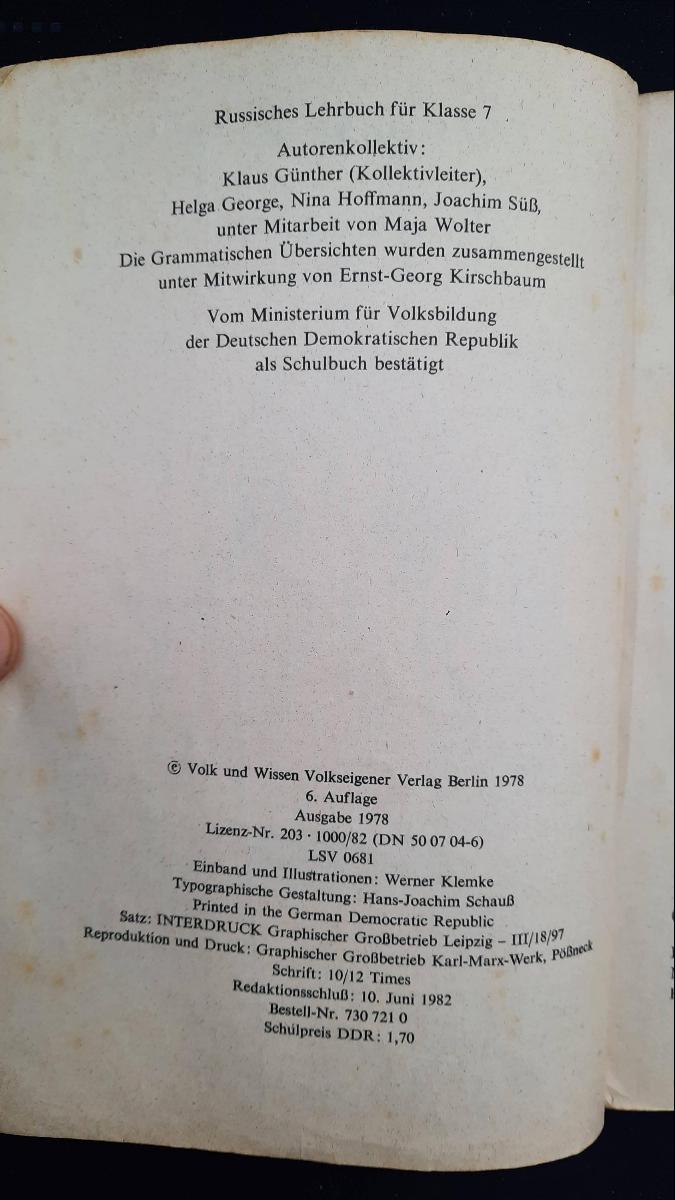 Russisches Lehrbuch für Klasse 7
Autorenkollektiv:
Klaus Günther (Kollektivleiter),
Helga George, Nina Hoffmann, Joachim Süß,
unter Mitarbeit von Maja Wolter
Die Grammatischen Übersichten wurden zusammengestellt
unter Mitwirkung von Ernst-Georg Kirschbaum
Vom Ministerium für Volksbildung
der Deutschen Demokratischen Republik
als Schulbuch bestätigt
© Volk und Wissen Volkseigener Verlag Berlin 1978
6. Auflage
Ausgabe 1978
Lizenz-Nr. 203 · 1000/82 (DN 50 07 04-6)
LSV 0681
Einband und Illustrationen: Werner Klemke
Typographische Gestaltung: Hans-Joachim Schauß
Printed in the German Democratic Republic
Satz: INTERDRUCK Graphischer Großbetrieb Leipzig – III/18/97
Reproduktion und Druck: Graphischer Großbetrieb Karl-Marx-Werk, Pößneck
Schrift: 10/12 Times
Redaktionsschluß: 10. Juni 1982
Bestell-Nr. 730 721 0
Schulpreis DDR: 1,70